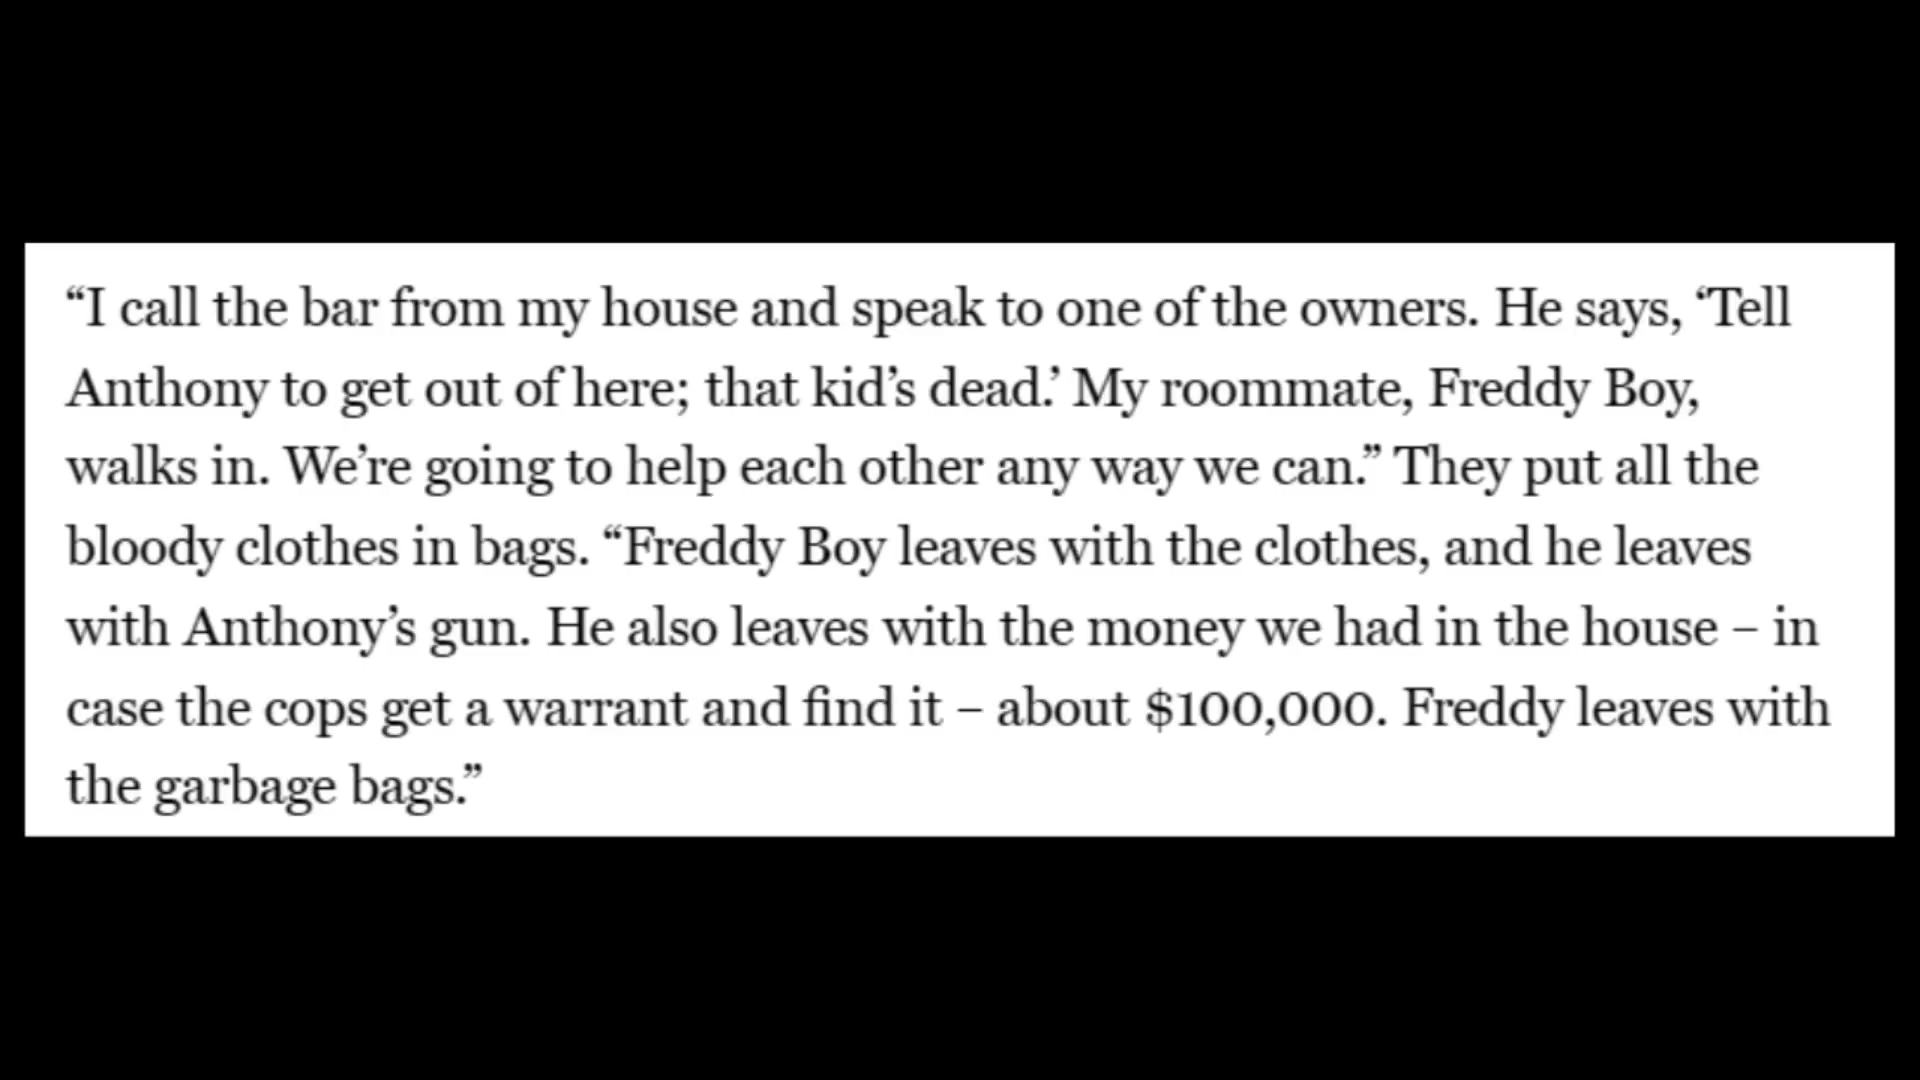 “I call the bar from my house and speak to one of the owners. He says, ‘Tell
Anthony to get out of here; that kid’s dead.’ My roommate, Freddy Boy,
walks in. We’re going to help each other any way we can.” They put all the
bloody clothes in bags. “Freddy Boy leaves with the clothes, and he leaves
with Anthony’s gun. He also leaves with the money we had in the house – in
case the cops get a warrant and find it – about $100,000. Freddy leaves with
the garbage bags.”